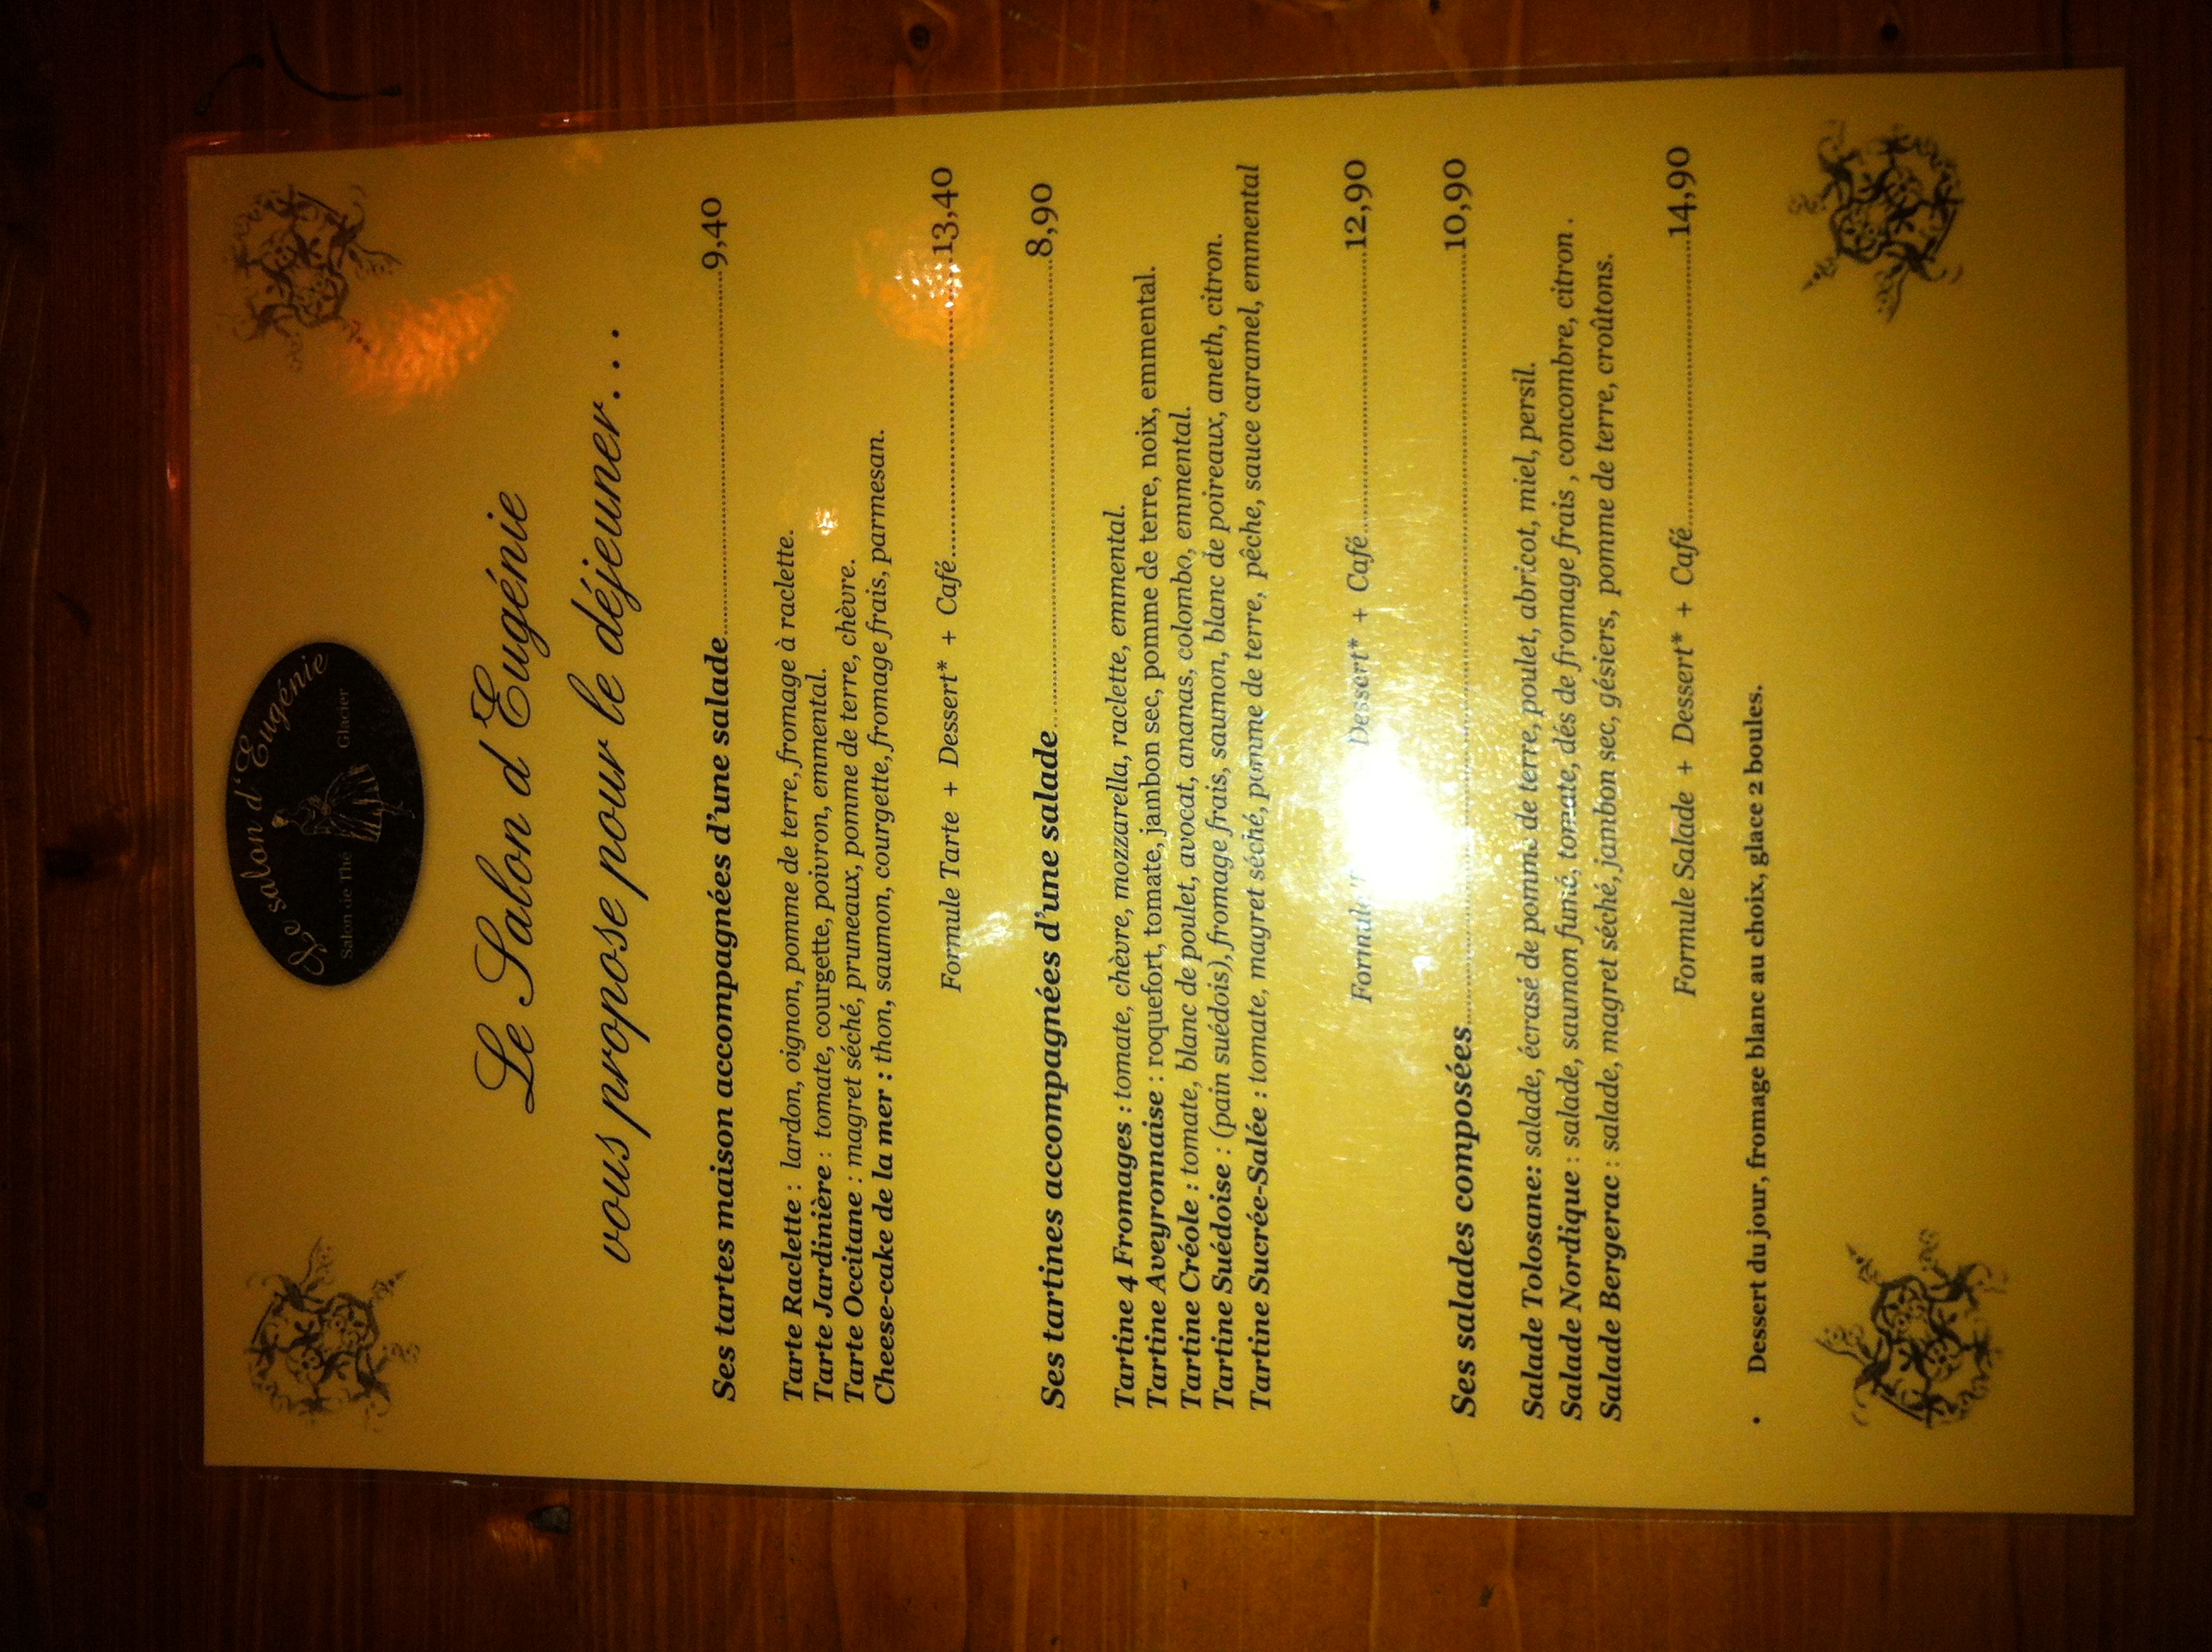 Le salon d'Eugénie
Salon de Thé Glacier
Le Salon d'Eugénie
vous propose pour le déjeuner...
Ses tartes maison accompagnées d'une salade 9,40
Tarte Raclette : lardon, oignon, pomme de terre, fromage à raclette.
Tarte Jardinière : tomate, courgette, poivron, emmental.
Tarte Occitane : magret séché, pruneaux, pomme de terre, chèvre.
Cheese-cake de la mer : thon, saumon, courgette, fromage frais, parmesan.
Formule Tarte + Dessert* + Café 13,40
Ses tartines accompagnées d'une salade 8,90
Tartine 4 Fromages : tomate, chèvre, mozzarella, raclette, emmental.
Tartine Aveyronnaise : roquefort, tomate, jambon sec, pomme de terre, noix, emmental.
Tartine Créole : tomate, blanc de poulet, avocat, ananas, colombo, emmental.
Tartine Suédoise : (pain suédois), fromage frais, saumon, blanc de poireaux, aneth, citron.
Tartine Sucrée-Salée : tomate, magret séché, pomme de terre, pêche, sauce caramel, emmental
Formule Dessert* + Café 12,90
Ses salades composées 10,90
Salade Tolosane: salade, écrasé de pomme de terre, poulet, abricot, miel, persil.
Salade Nordique : salade, saumon fumé, tomate, dés de fromage frais , concombre, citron .
Salade Bergerac : salade, magret séché, jambon sec, gésiers, pomme de terre, croûtons.
Formule Salade + Dessert* + Café 14,90
• Dessert du jour, fromage blanc au choix, glace 2 boules.